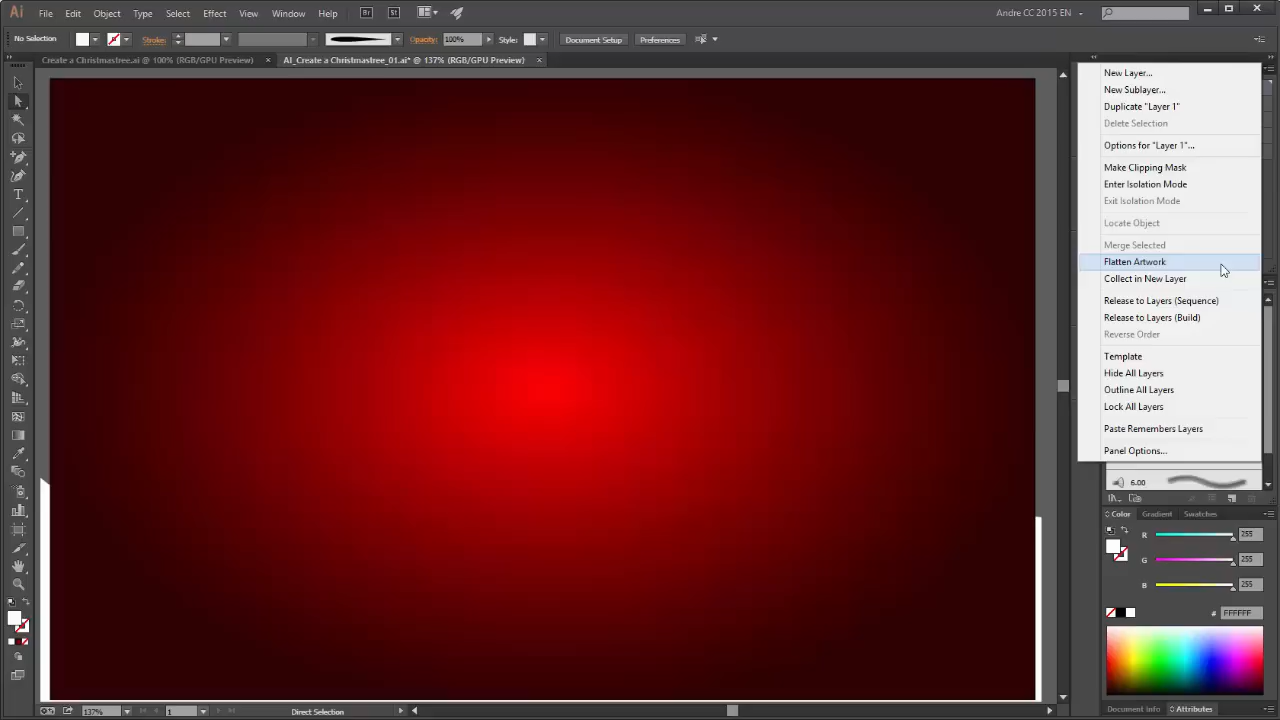 Ai File Edit Object Type Select Effect View Window Help Br St Andre CC 2015 EN
No Selection Stroke: Opacity: 100% Style: Document Setup Preferences
Create a Christmastree.ai @ 100% (RGB/GPU Preview) × AI_Create a Christmastree_01.ai* @ 137% (RGB/GPU Preview) ×
New Layer...
New Sublayer...
Duplicate "Layer 1"
Delete Selection
Options for "Layer 1"...
Make Clipping Mask
Enter Isolation Mode
Exit Isolation Mode
Locate Object
Merge Selected
Flatten Artwork
Collect in New Layer
Release to Layers (Sequence)
Release to Layers (Build)
Reverse Order
Template
Hide All Layers
Outline All Layers
Lock All Layers
Paste Remembers Layers
Panel Options...
6.00
Color Gradient Swatches
R 255
G 255
B 255
# FFFFFF
137% 1 Direct Selection
Document Info Attributes